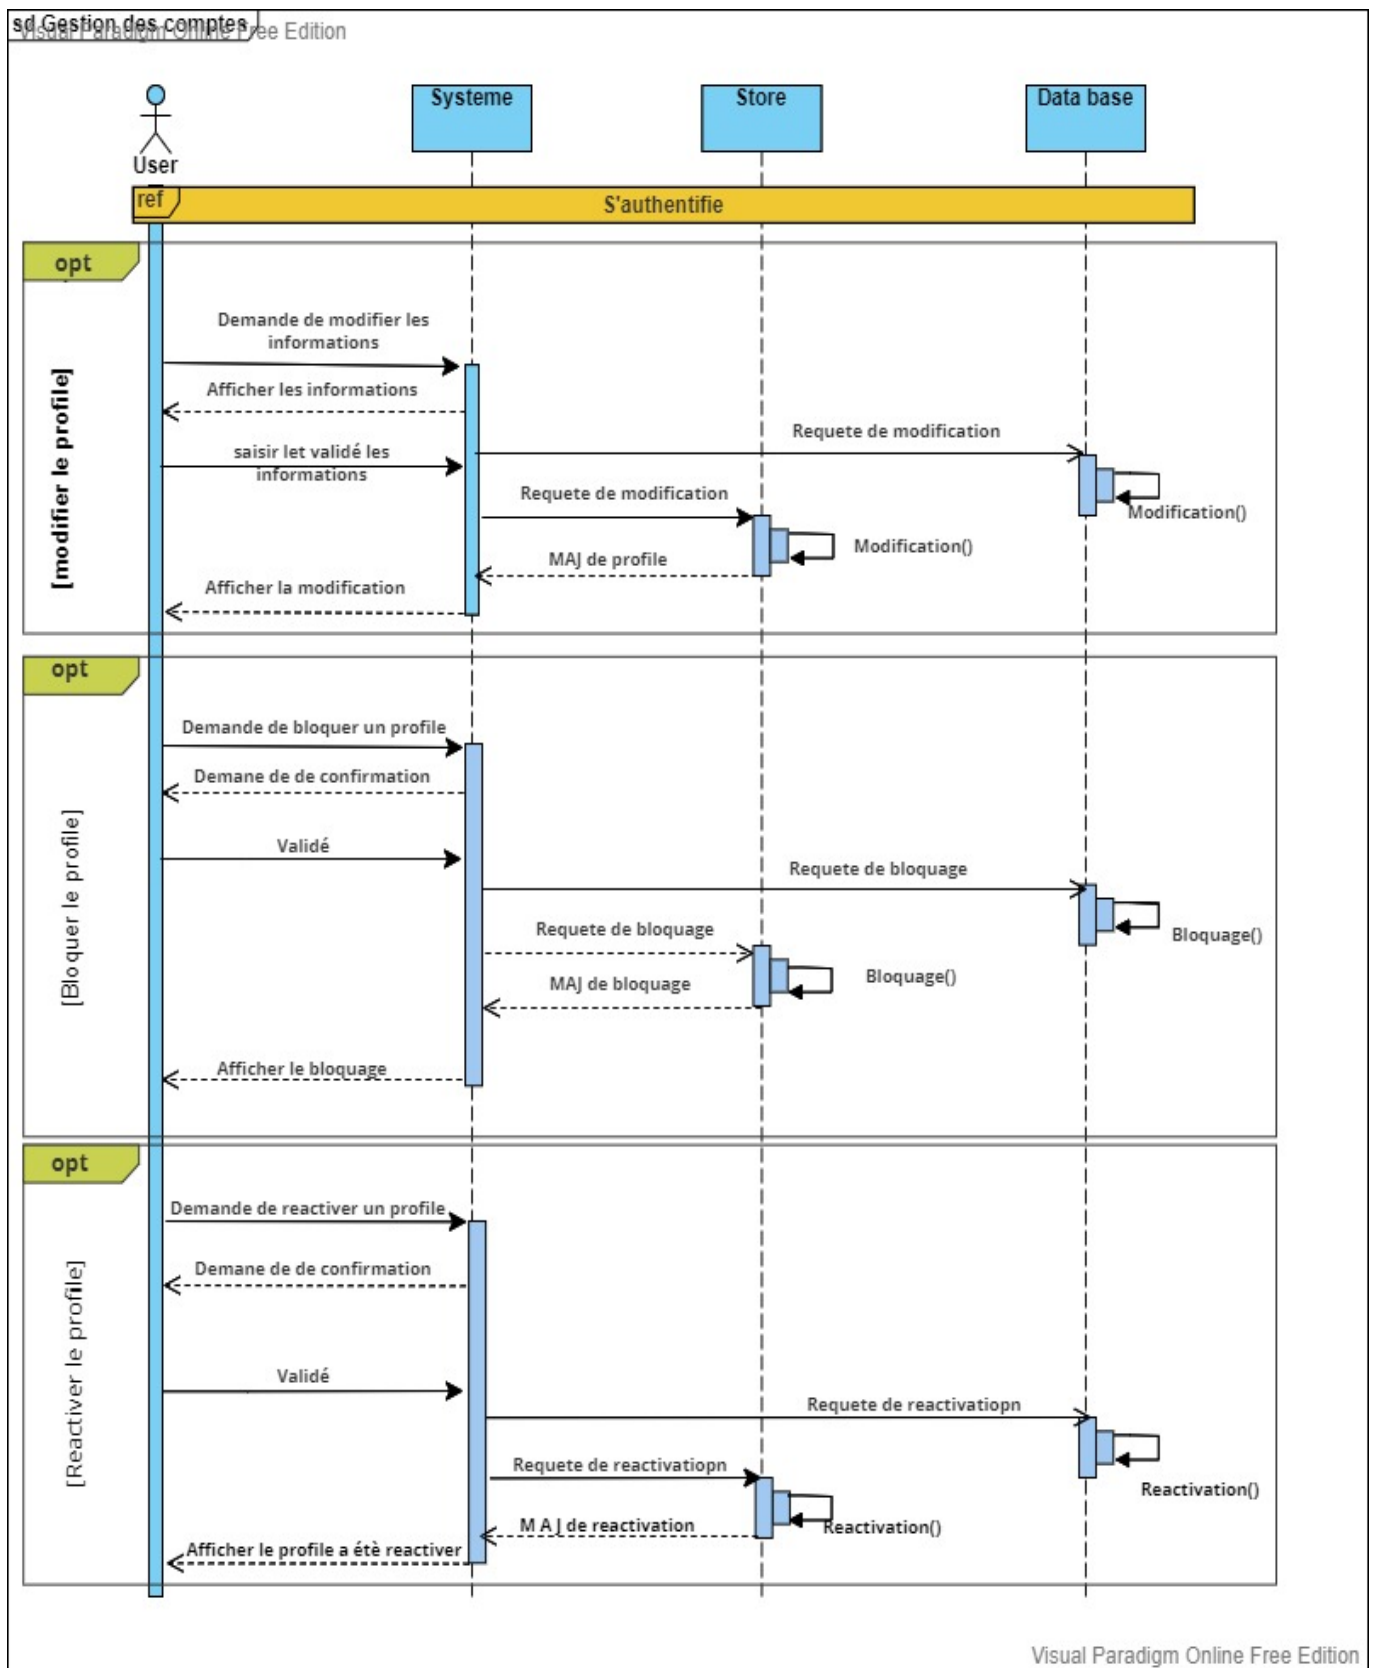 sd Gestion des comptes
Visual Paradigm Online Free Edition
Systeme
Store
Data base
User
ref
S'authentifie
opt
[modifier le profile]
Demande de modifier les
informations
Afficher les informations
Requete de modification
saisir let validé les
informations
Requete de modification
Modification()
Modification()
MAJ de profile
Afficher la modification
opt
[Bloquer le profile]
Demande de bloquer un profile
Demane de de confirmation
Validé
Requete de bloquage
Requete de bloquage
Bloquage()
Bloquage()
MAJ de bloquage
Afficher le bloquage
opt
[Reactiver le profile]
Demande de reactiver un profile
Demane de de confirmation
Validé
Requete de reactivatiopn
Requete de reactivatiopn
Reactivation()
M A J de reactivation
Reactivation()
Afficher le profile a étè reactiver
Visual Paradigm Online Free Edition